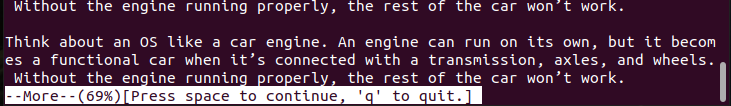 Without the engine running properly, the rest of the car won’t work.
Think about an OS like a car engine. An engine can run on its own, but it becom
es a functional car when it’s connected with a transmission, axles, and wheels.
Without the engine running properly, the rest of the car won’t work.
--More--(69%)[Press space to continue, 'q' to quit.]